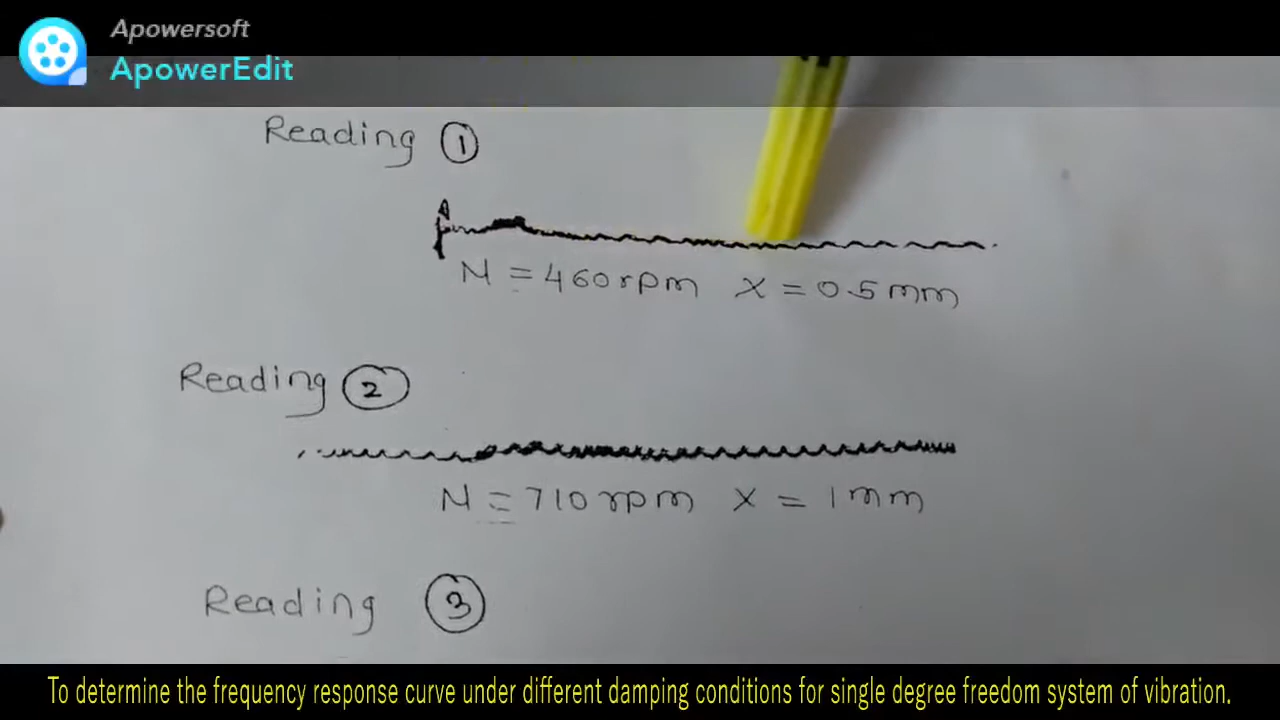 Apowersoft
ApowerEdit
Reading 1
N = 460 rpm X = 0.5 mm
Reading 2
N = 710 rpm X = 1 mm
Reading 3
To determine the frequency response curve under different damping conditions for single degree freedom system of vibration.